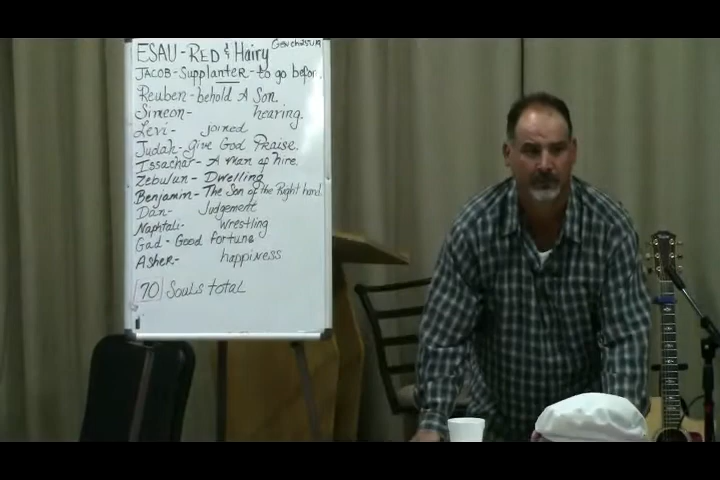 ESAU - RED & Hairy
JACOB - Supplanter - to go before.
Reuben - behold A Son.
Simeon - hearing.
Levi - joined
Judah - give God Praise.
Issachar - A man of hire.
Zebulun - Dwelling
Benjamin - The Son of the Right hand.
Dan - Judgement
Naphtali - Wrestling
Gad - Good fortune
Asher - happiness
70 Souls total